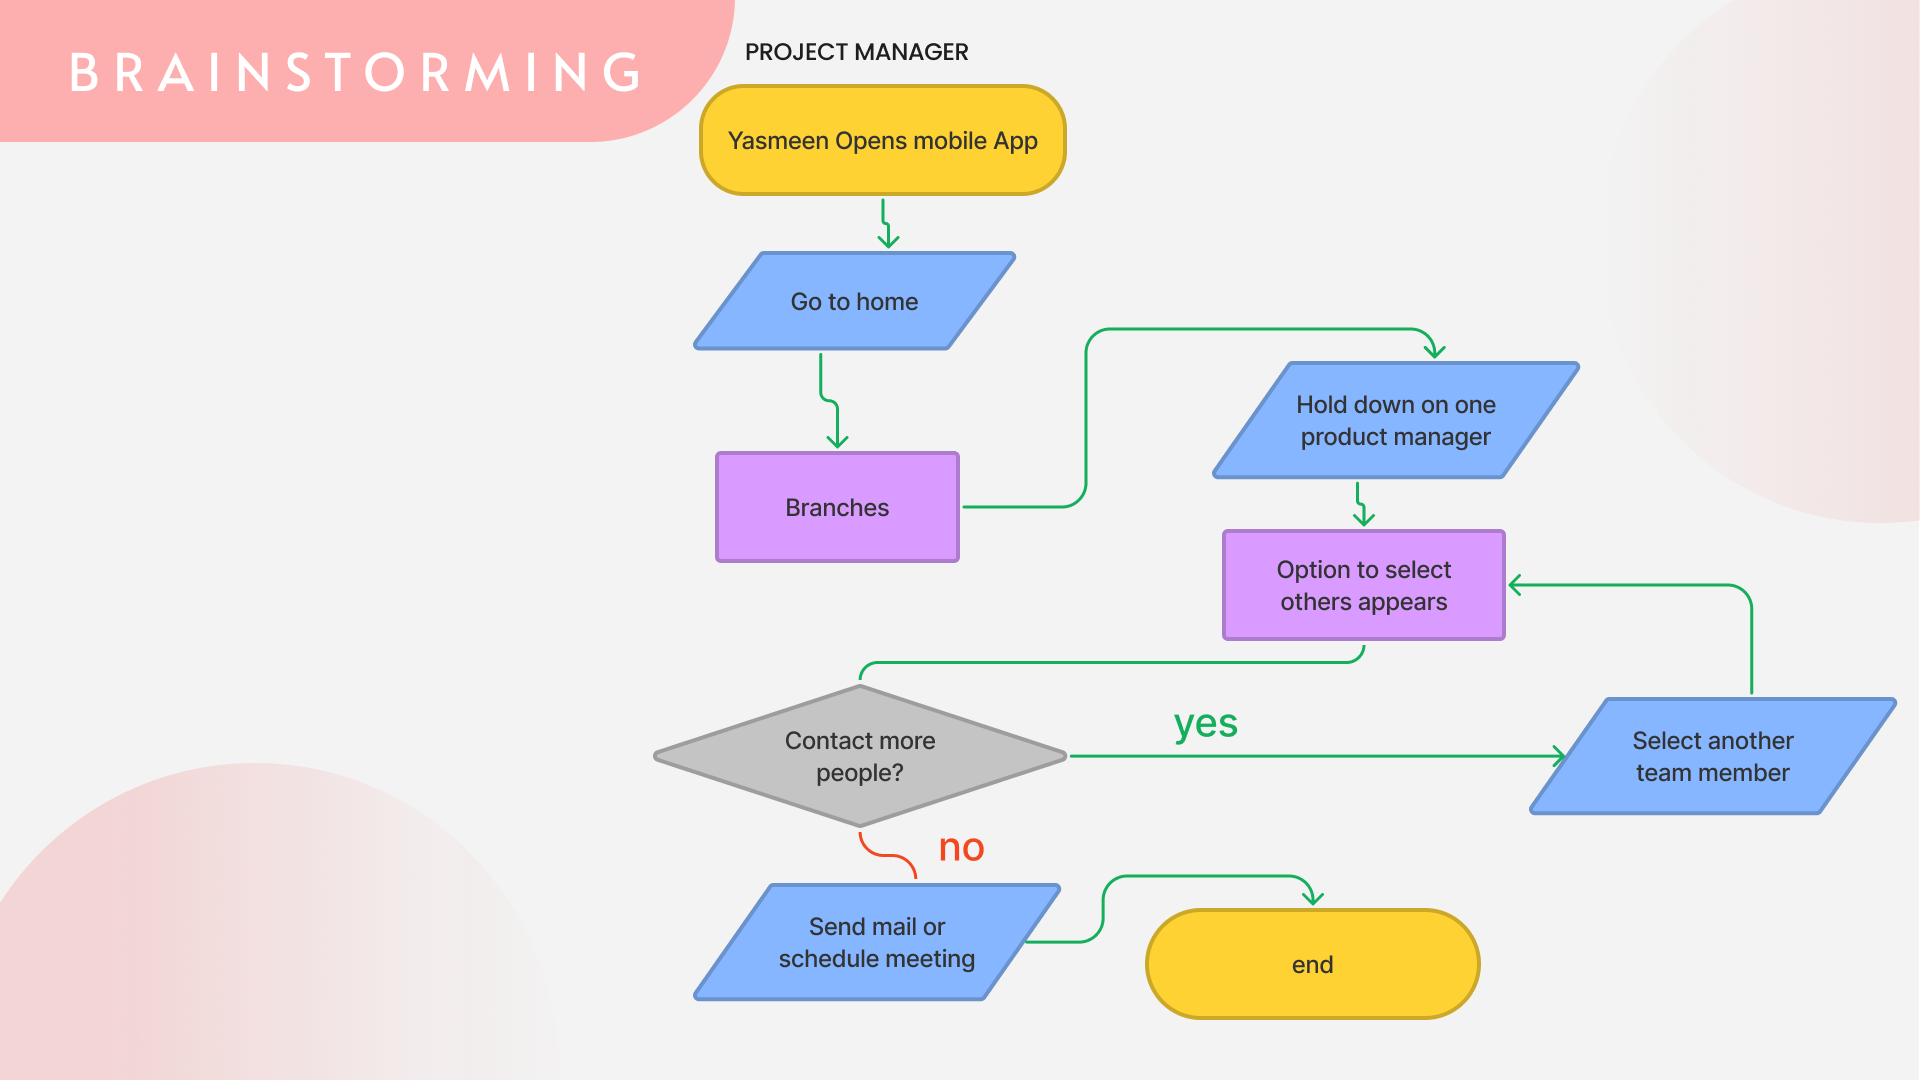 BRAINSTORMING
PROJECT MANAGER
Yasmeen Opens mobile App
Go to home
Branches
Hold down on one
product manager
Option to select
others appears
Contact more
people?
yes
Select another
team member
no
Send mail or
schedule meeting
end